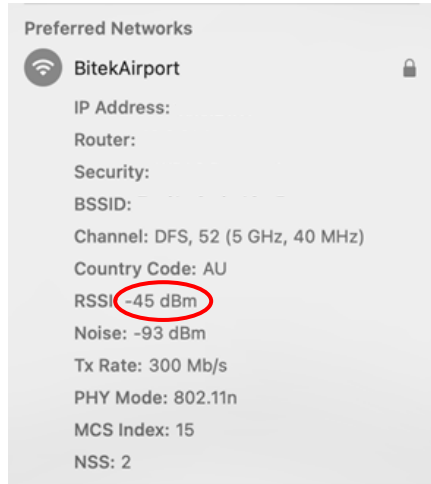 Preferred Networks
BitekAirport
IP Address:
Router:
Security:
BSSID:
Channel: DFS, 52 (5 GHz, 40 MHz)
Country Code: AU
RSSI -45 dBm
Noise: -93 dBm
Tx Rate: 300 Mb/s
PHY Mode: 802.11n
MCS Index: 15
NSS: 2